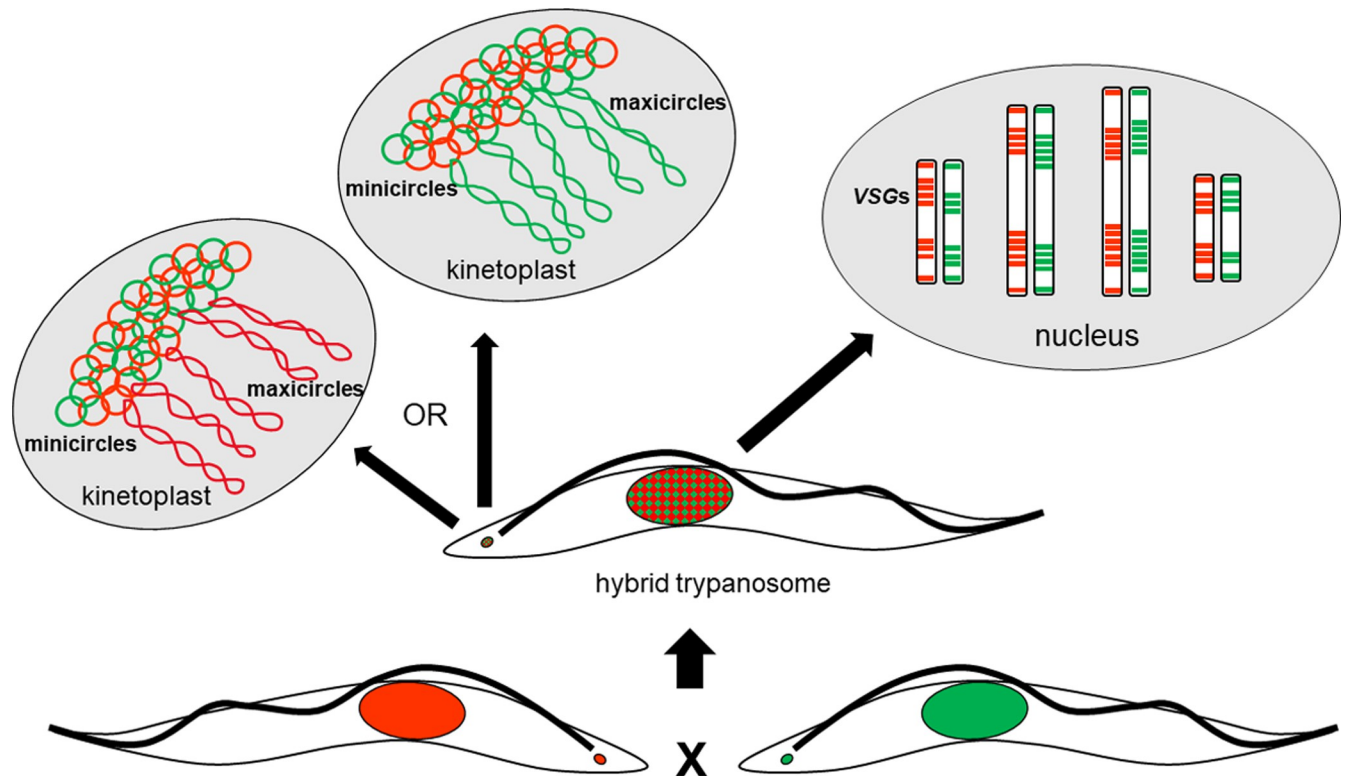 maxicircles
minicircles
kinetoplast
VSGs
nucleus
maxicircles
minicircles
kinetoplast
OR
hybrid trypanosome
X